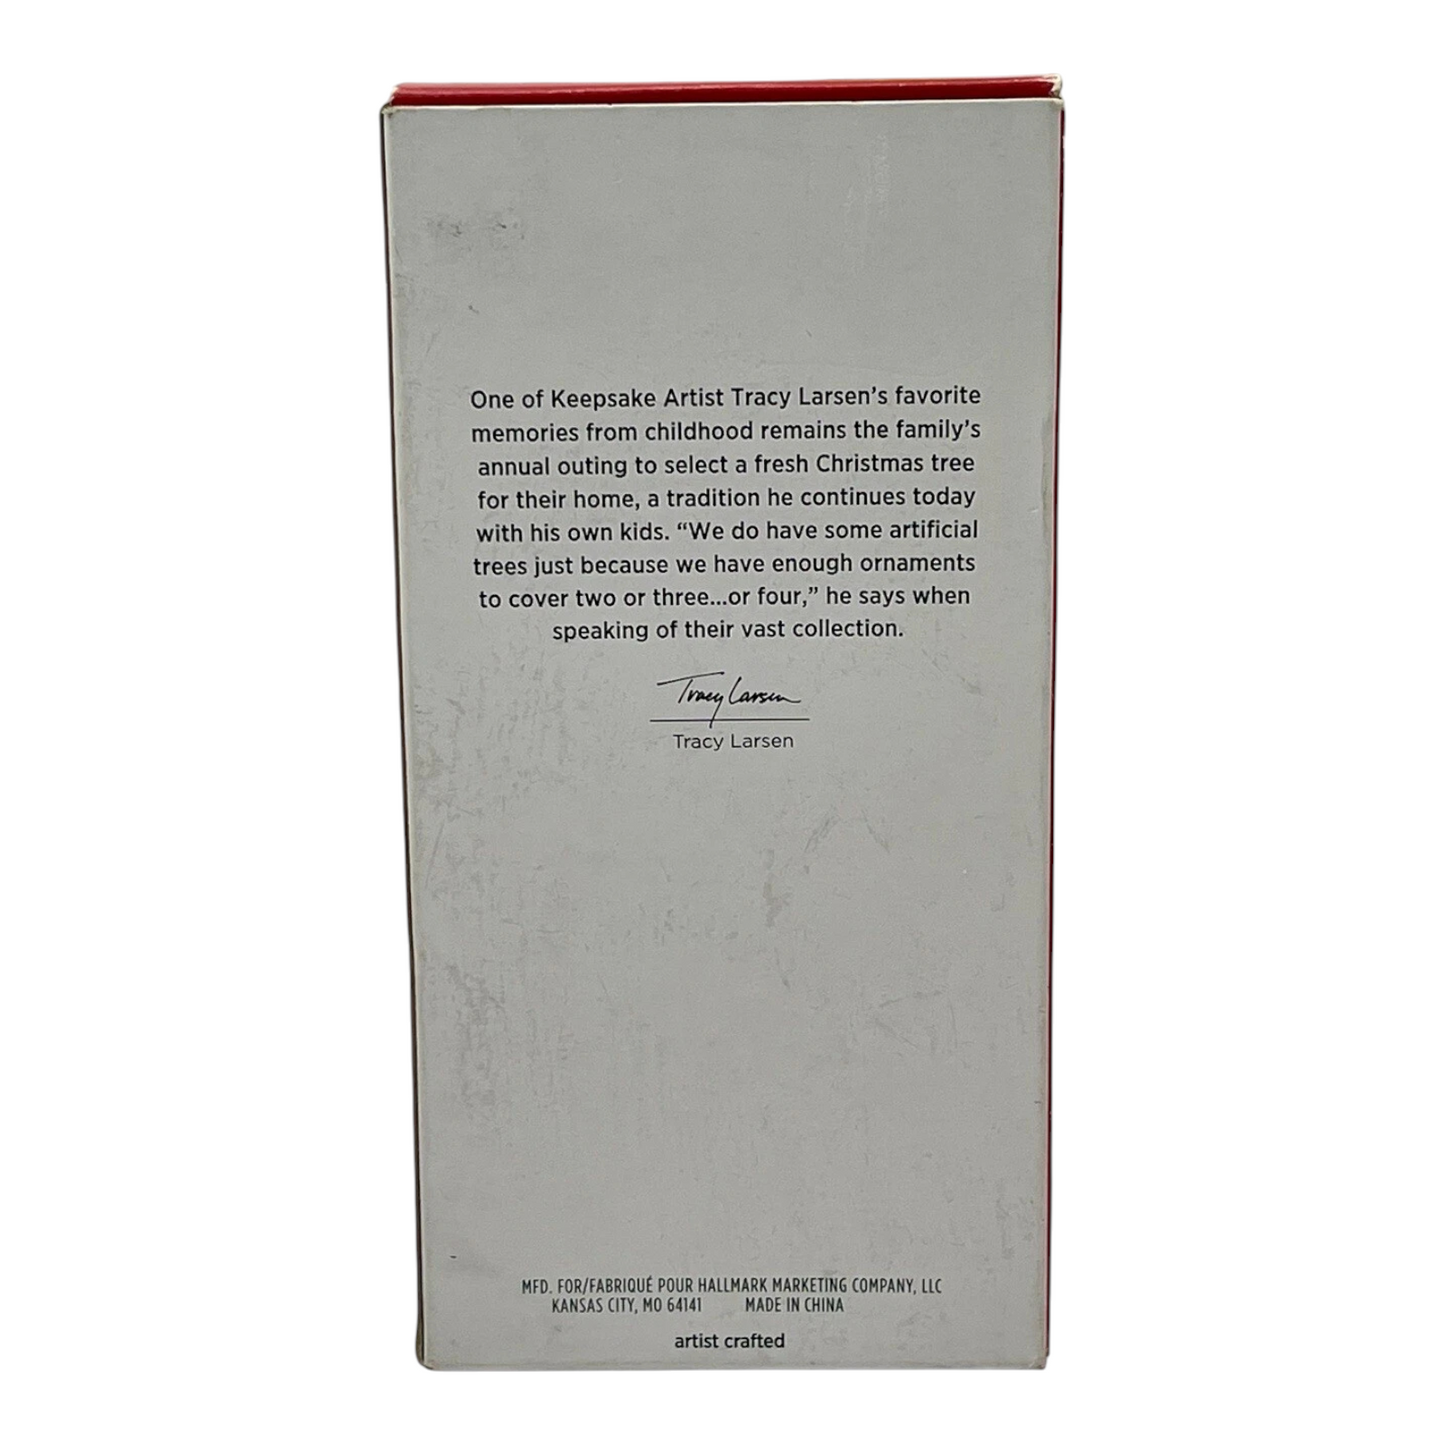 One of Keepsake Artist Tracy Larsen’s favorite
memories from childhood remains the family’s
annual outing to select a fresh Christmas tree
for their home, a tradition he continues today
with his own kids. “We do have some artificial
trees just because we have enough ornaments
to cover two or three...or four,” he says when
speaking of their vast collection.
Tracy Larsen
Tracy Larsen
MFD. FOR/FABRIQUÉ POUR HALLMARK MARKETING COMPANY, LLC
KANSAS CITY, MO 64141 MADE IN CHINA
artist crafted